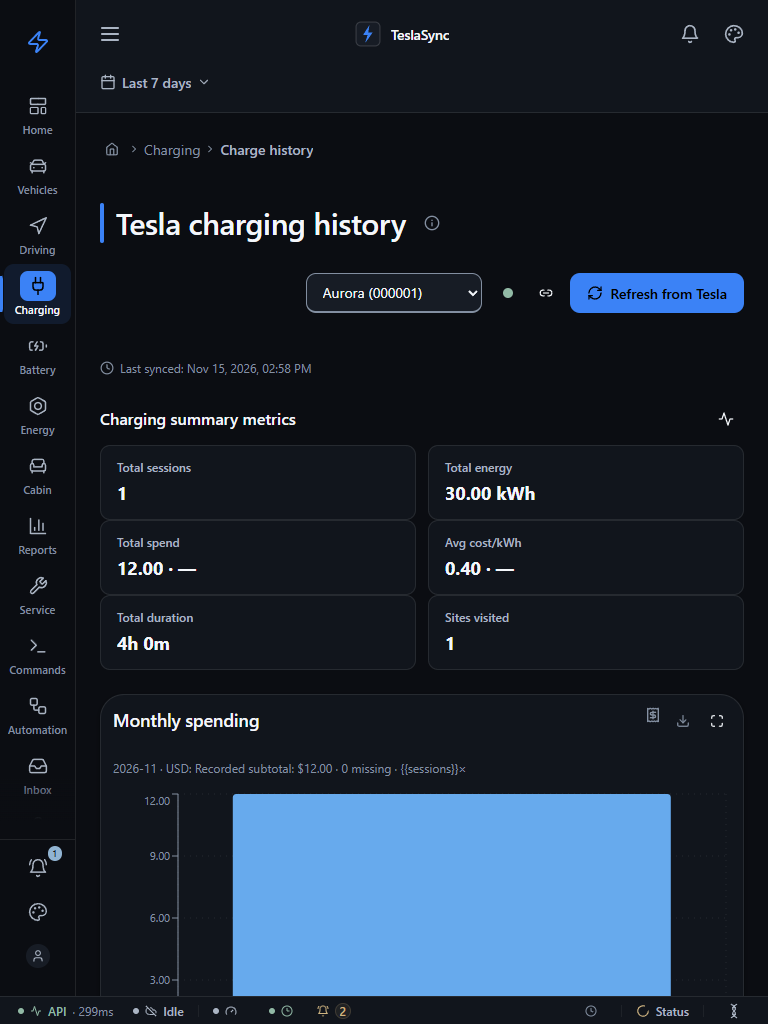 TeslaSync
Last 7 days
Home
Vehicles
Driving
Charging
Battery
Energy
Cabin
Reports
Service
Commands
Automation
Inbox
1
Charging
Charge history
Tesla charging history
Aurora (000001)
Refresh from Tesla
Last synced: Nov 15, 2026, 02:58 PM
Charging summary metrics
Total sessions
1
Total energy
30.00 kWh
Total spend
12.00 · —
Avg cost/kWh
0.40 · —
Total duration
4h 0m
Sites visited
1
Monthly spending
2026-11 · USD: Recorded subtotal: $12.00 · 0 missing · {{sessions}}×
12.00
9.00
6.00
3.00
API · 299ms
Idle
2
Status